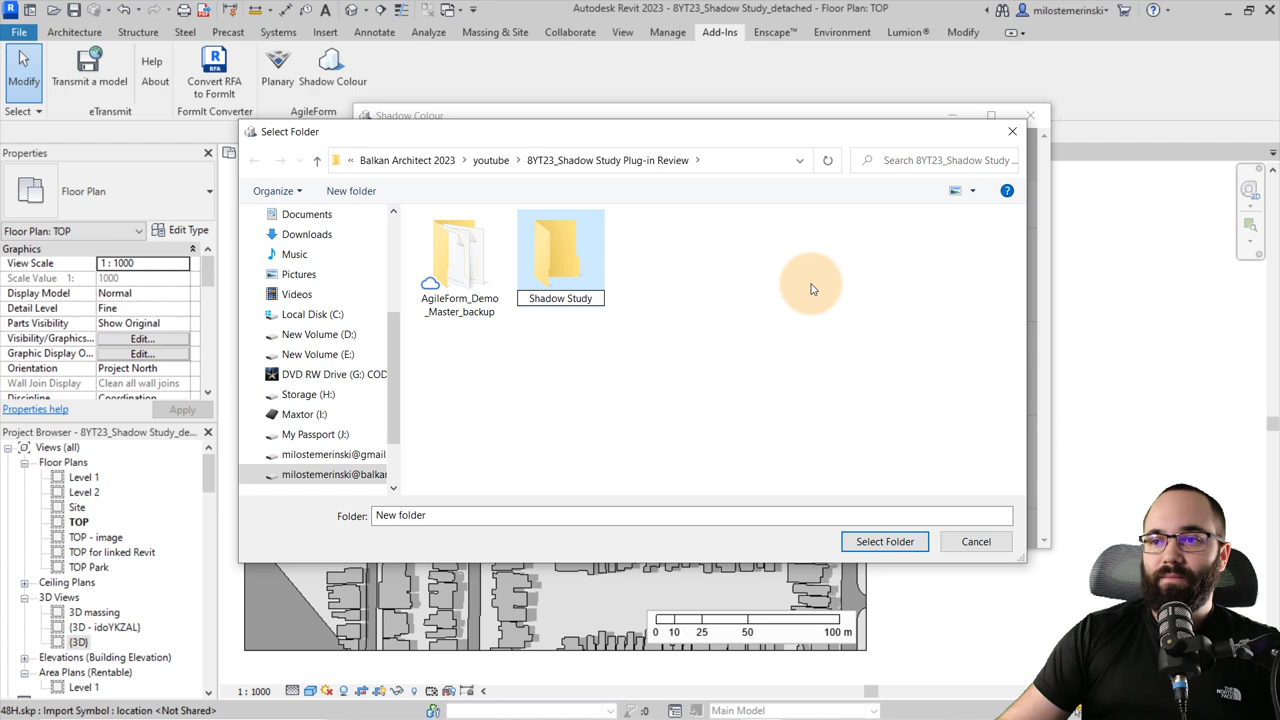 Autodesk Revit 2023 - 8YT23_Shadow Study_detached - Floor Plan: TOP
milostemerinski
File
Architecture
Structure
Steel
Precast
Systems
Insert
Annotate
Analyze
Massing & Site
Collaborate
View
Manage
Add-Ins
Enscape™
Environment
Lumion®
Modify
Modify
Transmit a model
Help
About
Convert RFA
to FormIt
Planary
Shadow Colour
Select
eTransmit
FormIt Converter
AgileForm
Shadow Colour
Select Folder
Balkan Architect 2023
youtube
8YT23_Shadow Study Plug-in Review
Search 8YT23_Shadow Study ...
Organize
New folder
Documents
Downloads
Music
Pictures
Videos
Local Disk (C:)
New Volume (D:)
New Volume (E:)
DVD RW Drive (G:) COD
Storage (H:)
Maxtor (I:)
My Passport (J:)
milostemerinski@gmail
milostemerinski@balkan
AgileForm_Demo
_Master_backup
Shadow Study
Folder: New folder
Select Folder
Cancel
Properties
Floor Plan
Floor Plan: TOP
Edit Type
Graphics
View Scale 1 : 1000
Scale Value 1: 1000
Display Model Normal
Detail Level Fine
Parts Visibility Show Original
Visibility/Graphics... Edit...
Graphic Display O... Edit...
Orientation Project North
Wall Join Display Clean all wall joins
Discipline Coordination
Properties help
Apply
Project Browser - 8YT23_Shadow Study_de...
Views (all)
Floor Plans
Level 1
Level 2
Site
TOP
TOP - image
TOP for linked Revit
TOP Park
Ceiling Plans
3D Views
3D massing
{3D - idoYKZAL}
{3D}
Elevations (Building Elevation)
Area Plans (Rentable)
Level 1
0 10 25 50 100 m
1 : 1000
48H.skp : Import Symbol : location <Not Shared>
:0
Main Model
THE
NORTH
FACE